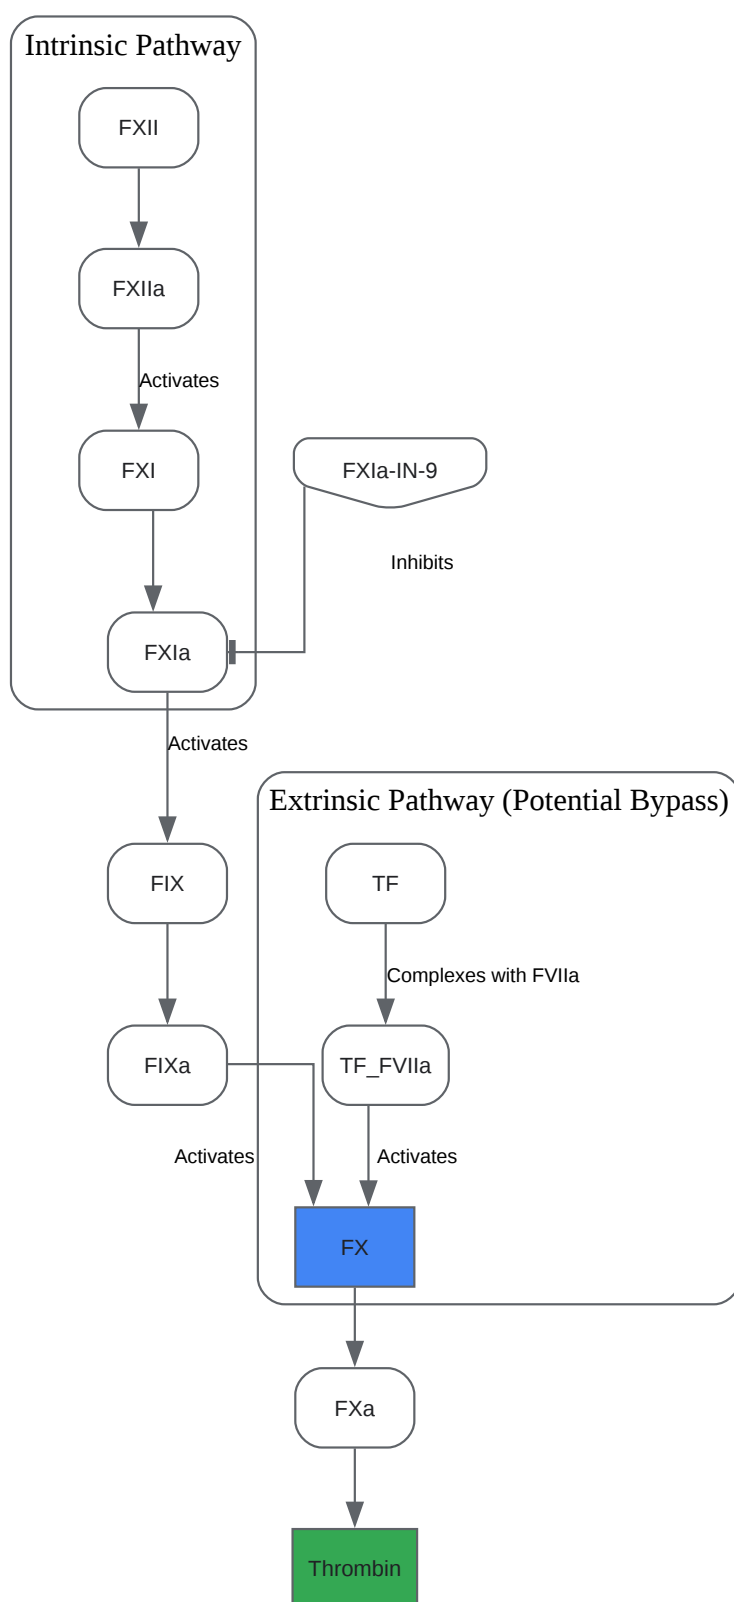 Intrinsic Pathway
FXII
FXIIa
Activates
FXI
FXIa-IN-9
Inhibits
FXIa
Activates
Extrinsic Pathway (Potential Bypass)
FIX
TF
Complexes with FVIIa
FIXa
TF_FVIIa
Activates
Activates
FX
FXa
Thrombin